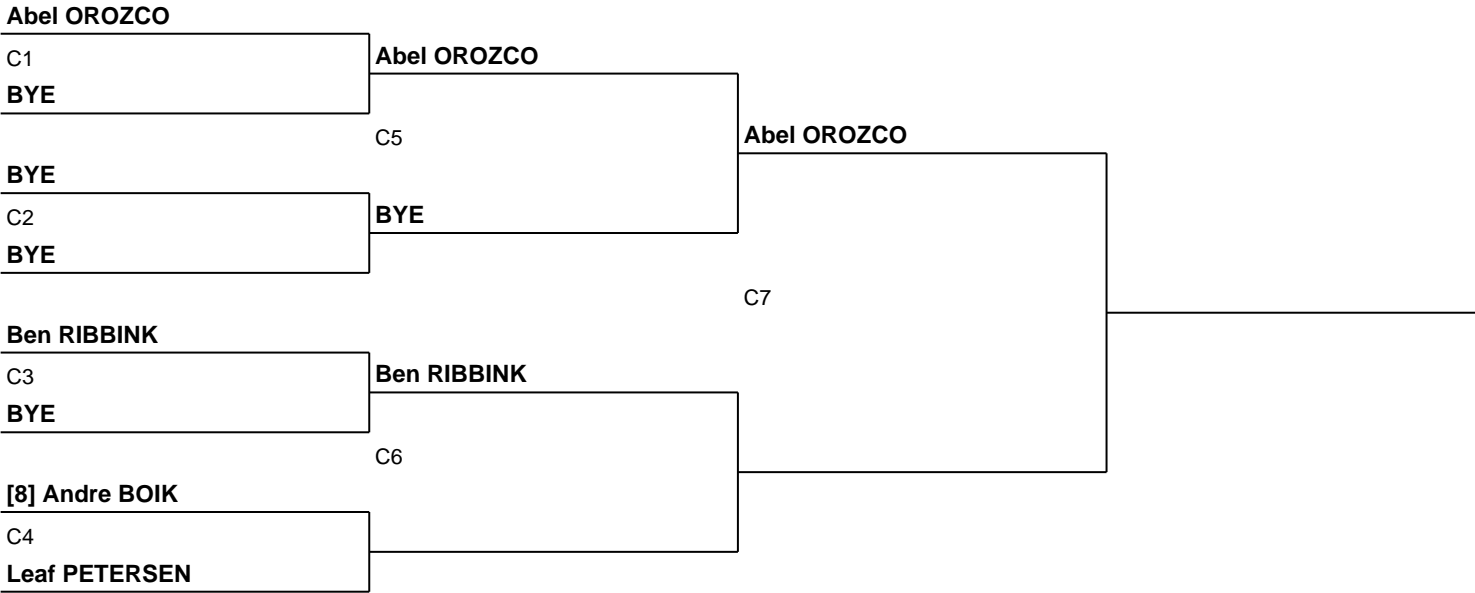 Abel OROZCO
C1
BYE
BYE
C2
BYE
Ben RIBBINK
C3
BYE
[8] Andre BOIK
C4
Leaf PETERSEN
Abel OROZCO
C5
BYE
Ben RIBBINK
C6
Abel OROZCO
C7